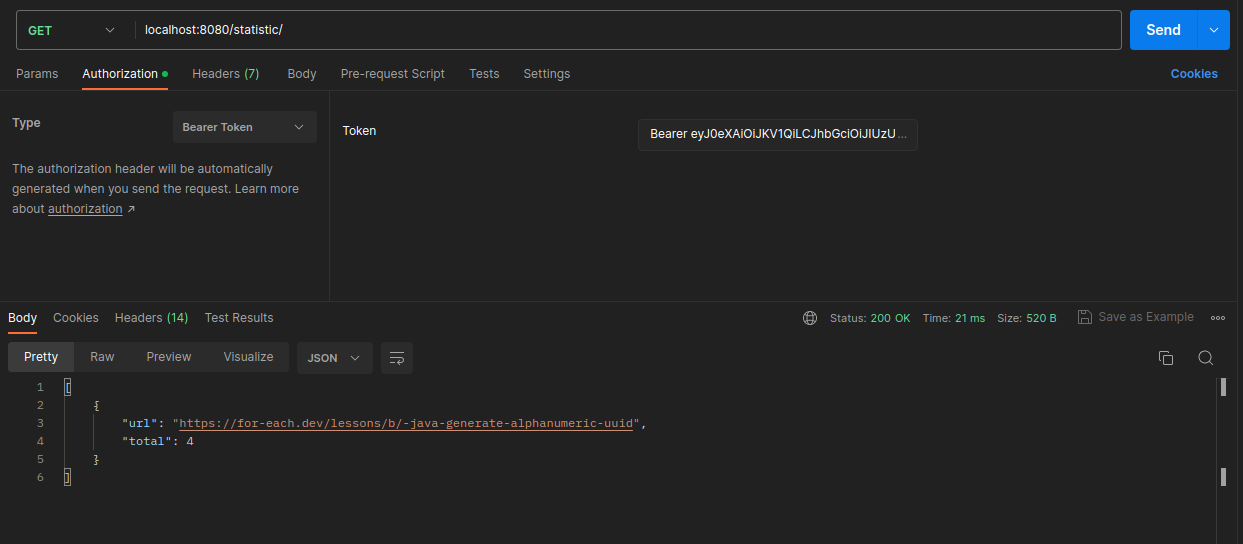 GET localhost:8080/statistic/ Send
Params Authorization Headers (7) Body Pre-request Script Tests Settings Cookies
Type Bearer Token
Token Bearer eyJ0eXAiOiJKV1QiLCJhbGciOiJIUzU...
The authorization header will be automatically
generated when you send the request. Learn more
about authorization ↗
Body Cookies Headers (14) Test Results Status: 200 OK Time: 21 ms Size: 520 B Save as Example
Pretty Raw Preview Visualize JSON
1 [
2 {
3 "url": "https://for-each.dev/lessons/b/-java-generate-alphanumeric-uuid",
4 "total": 4
5 }
6 ]